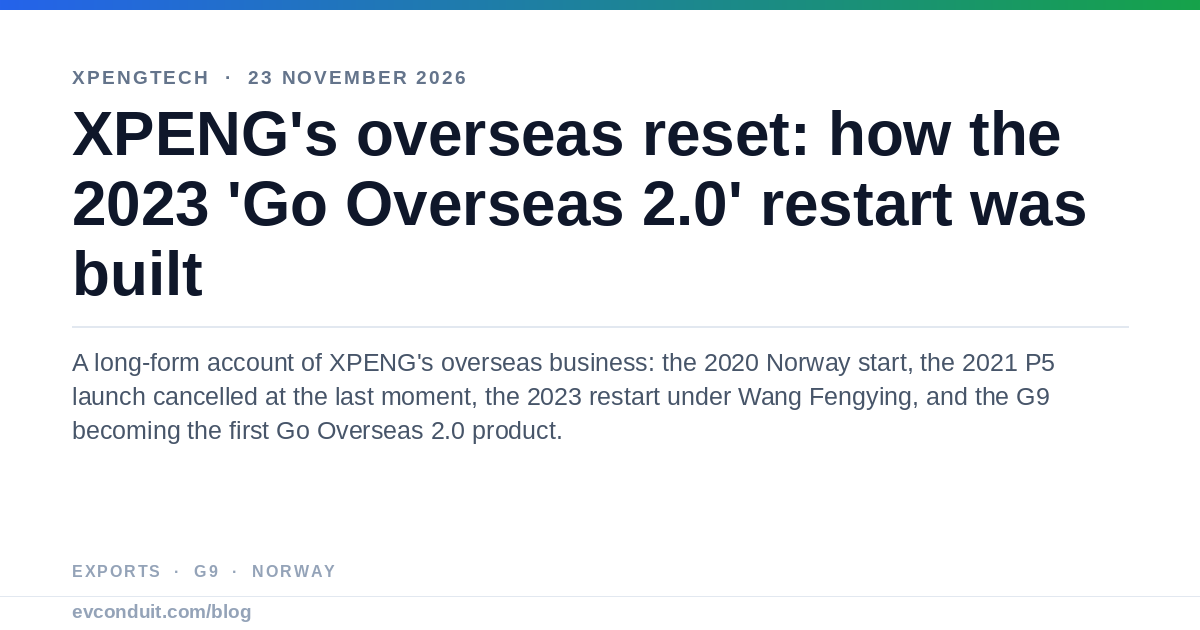 XPENGTECH · 23 NOVEMBER 2026
XPENG's overseas reset: how the
2023 'Go Overseas 2.0' restart was
built
A long-form account of XPENG's overseas business: the 2020 Norway start, the 2021 P5
launch cancelled at the last moment, the 2023 restart under Wang Fengying, and the G9
becoming the first Go Overseas 2.0 product.
EXPORTS · G9 · NORWAY
evconduit.com/blog